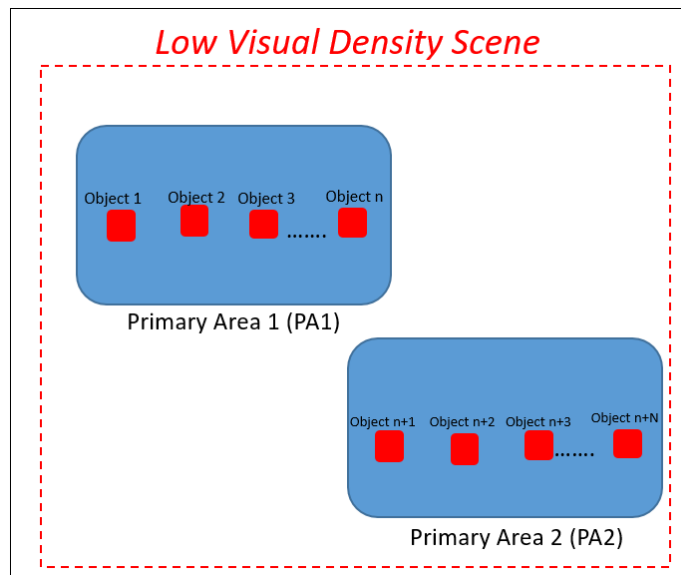 Low Visual Density Scene
Object 1 Object 2 Object 3 Object n
.......
Primary Area 1 (PA1)
Object n+1 Object n+2 Object n+3 Object n+N
.......
Primary Area 2 (PA2)